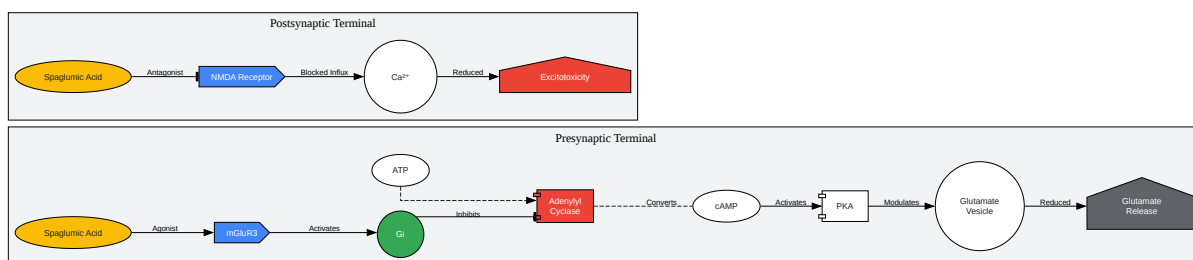 Postsynaptic Terminal
Spaglumic Acid
Antagonist
NMDA Receptor
Blocked Influx
Ca²⁺
Reduced
Excitotoxicity
Presynaptic Terminal
ATP
Spaglumic Acid
Agonist
mGluR3
Activates
Gi
Inhibits
Adenylyl
Cyclase
Converts
cAMP
Activates
PKA
Modulates
Glutamate
Vesicle
Reduced
Glutamate
Release